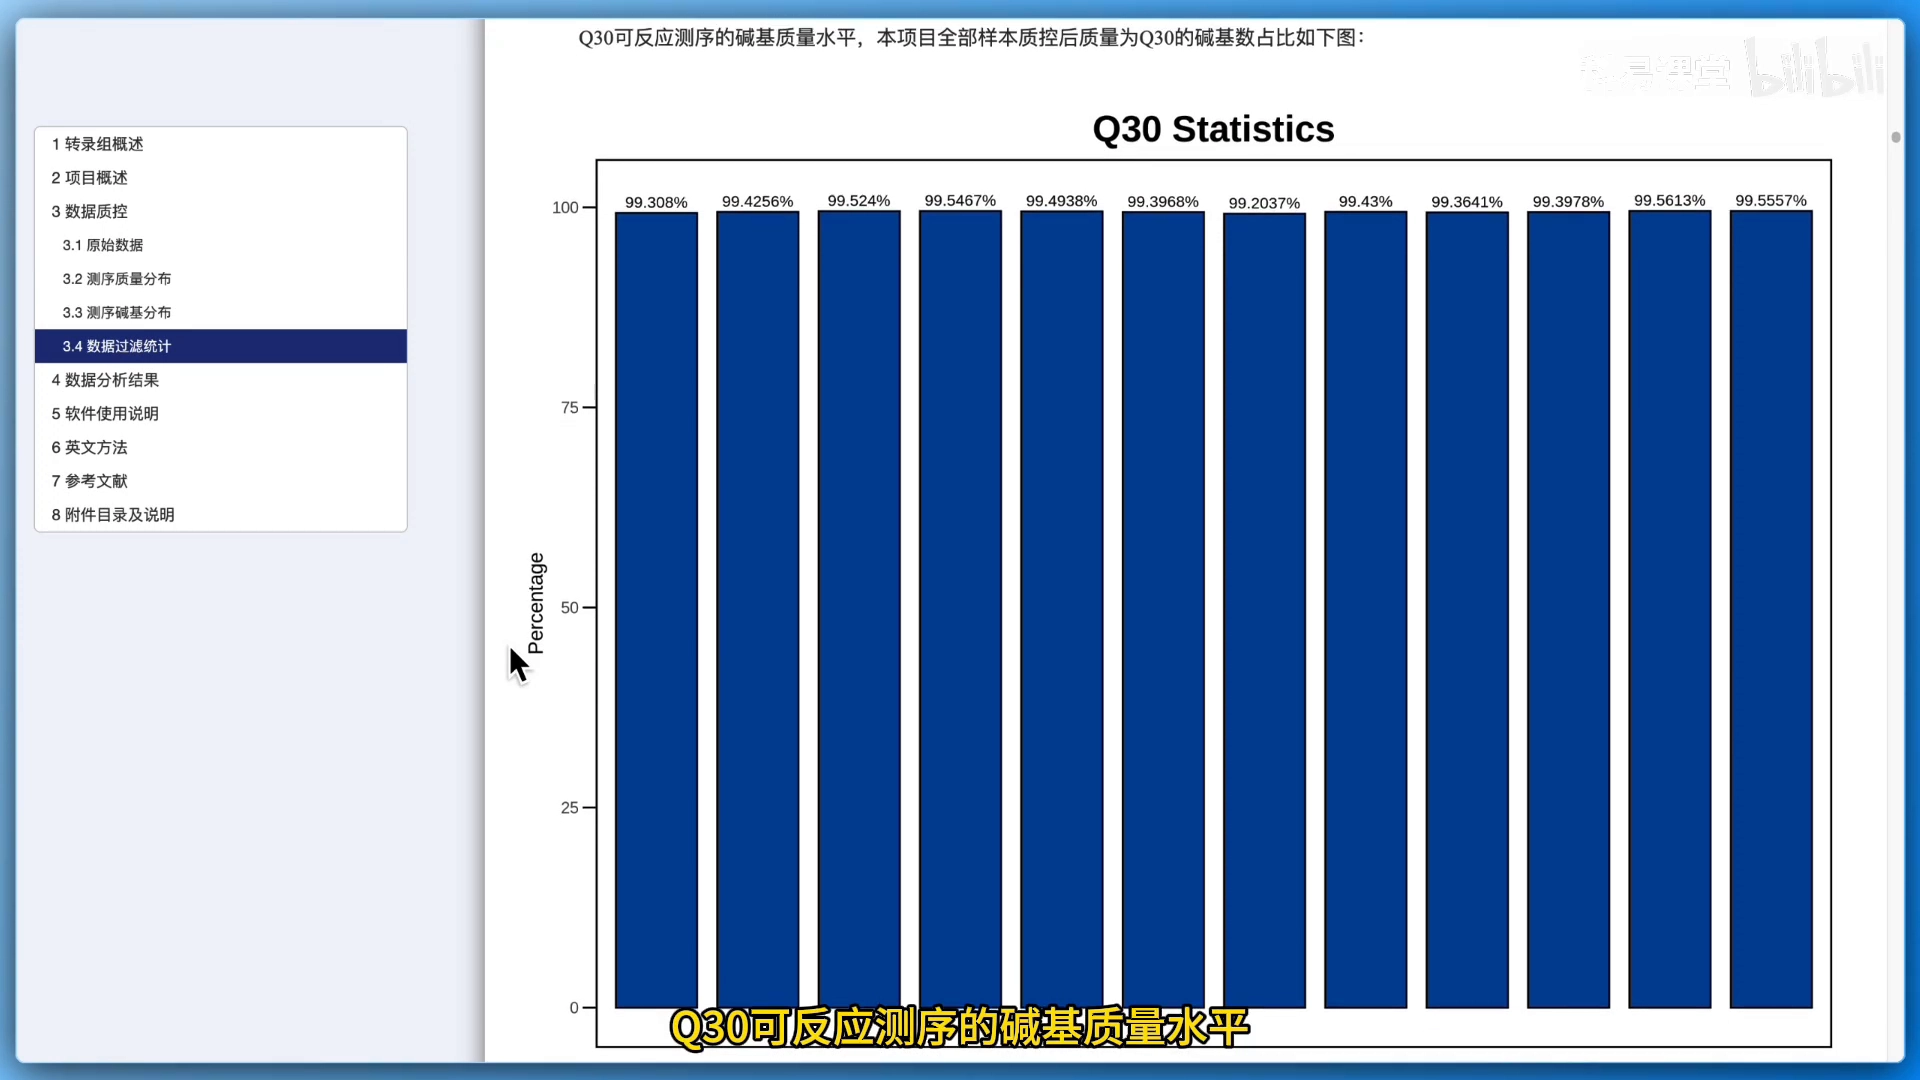 Q30可反应测序的碱基质量水平，本项目全部样本质控后质量为Q30的碱基数占比如下图：
寻课堂 bilibili
1 转录组概述
2 项目概述
3 数据质控
3.1 原始数据
3.2 测序质量分布
3.3 测序碱基分布
3.4 数据过滤统计
4 数据分析结果
5 软件使用说明
6 英文方法
7 参考文献
8 附件目录及说明
Q30 Statistics
99.308% 99.4256% 99.524% 99.5467% 99.4938% 99.3968% 99.2037% 99.43% 99.3641% 99.3978% 99.5613% 99.5557%
100
75
50
25
0
Percentage
Q30可反应测序的碱基质量水平